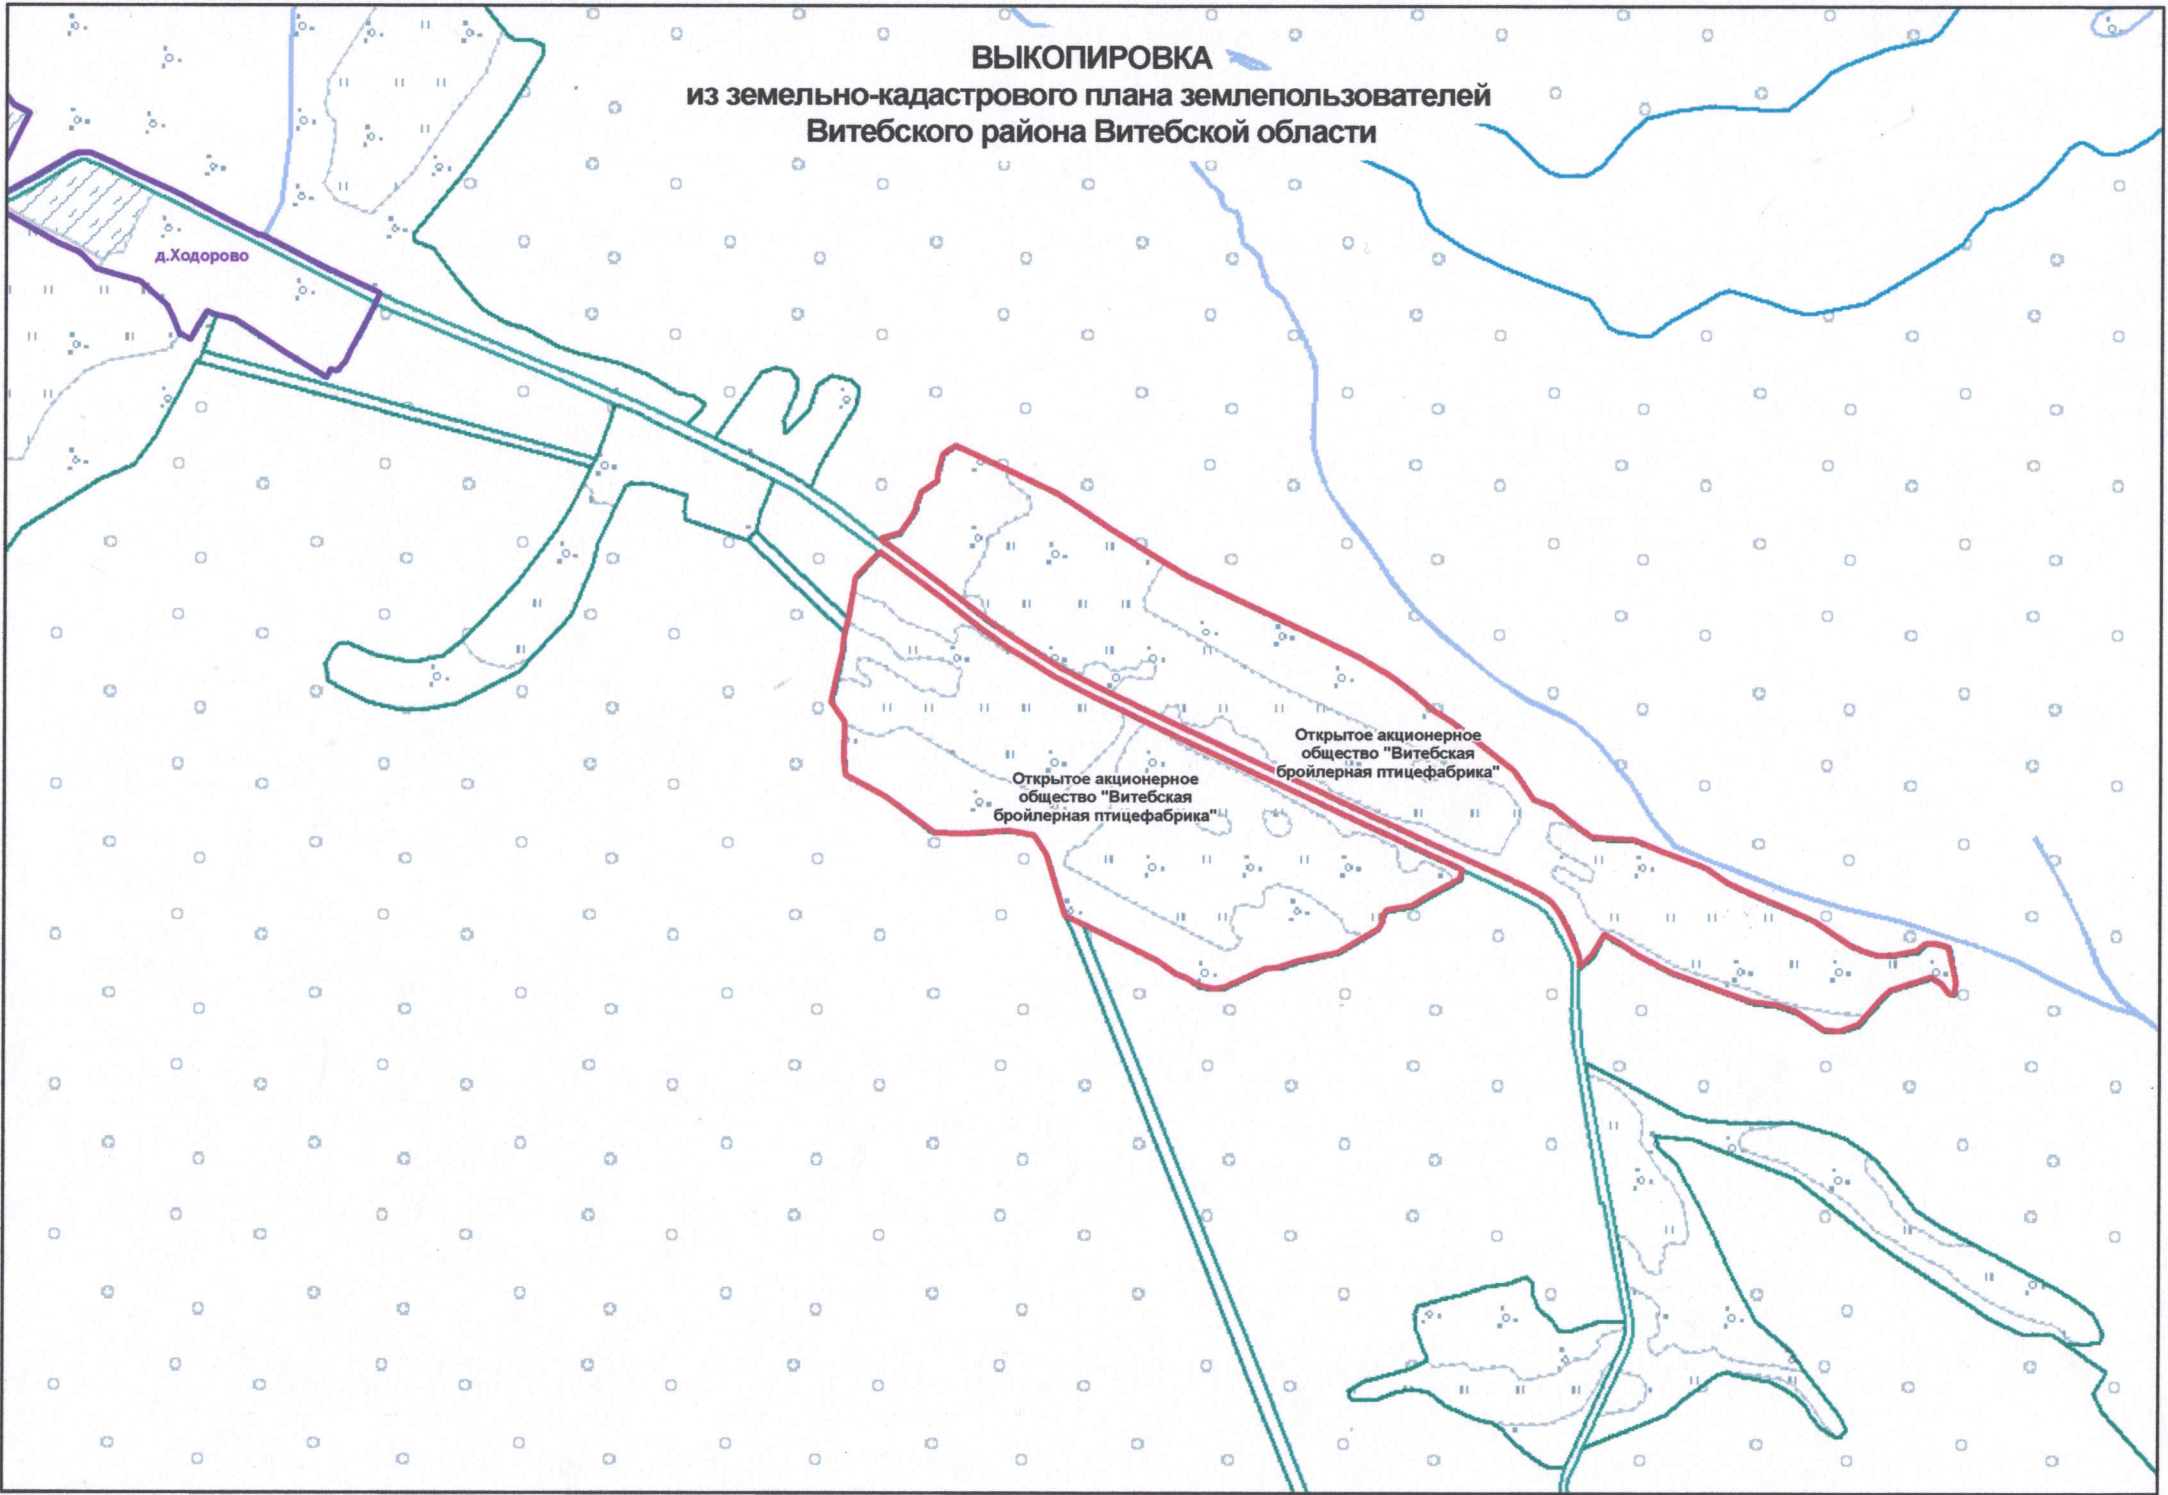 ВЫКОПИРОВКА
из земельно-кадастрового плана землепользователей
Витебского района Витебской области
д.Ходорово
Открытое акционерное
общество "Витебская
бройлерная птицефабрика"
Открытое акционерное
общество "Витебская
бройлерная птицефабрика"